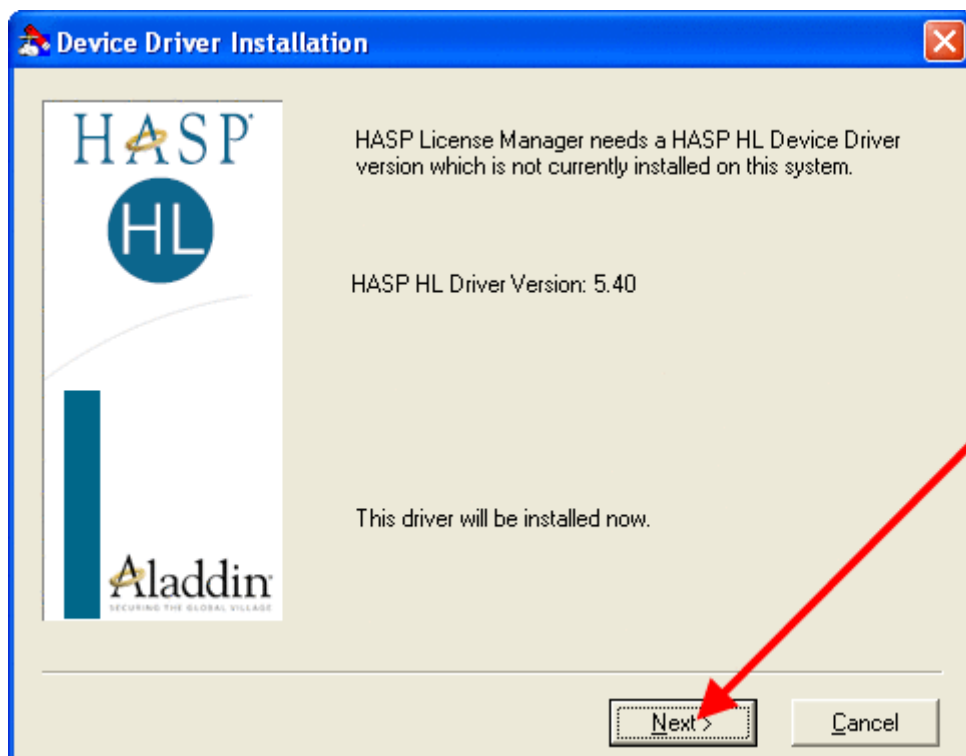 Device Driver Installation
HASP
HL
HASP License Manager needs a HASP HL Device Driver
version which is not currently installed on this system.
HASP HL Driver Version: 5.40
This driver will be installed now.
Aladdin
SECURING THE GLOBAL VILLAGE
Next >
Cancel